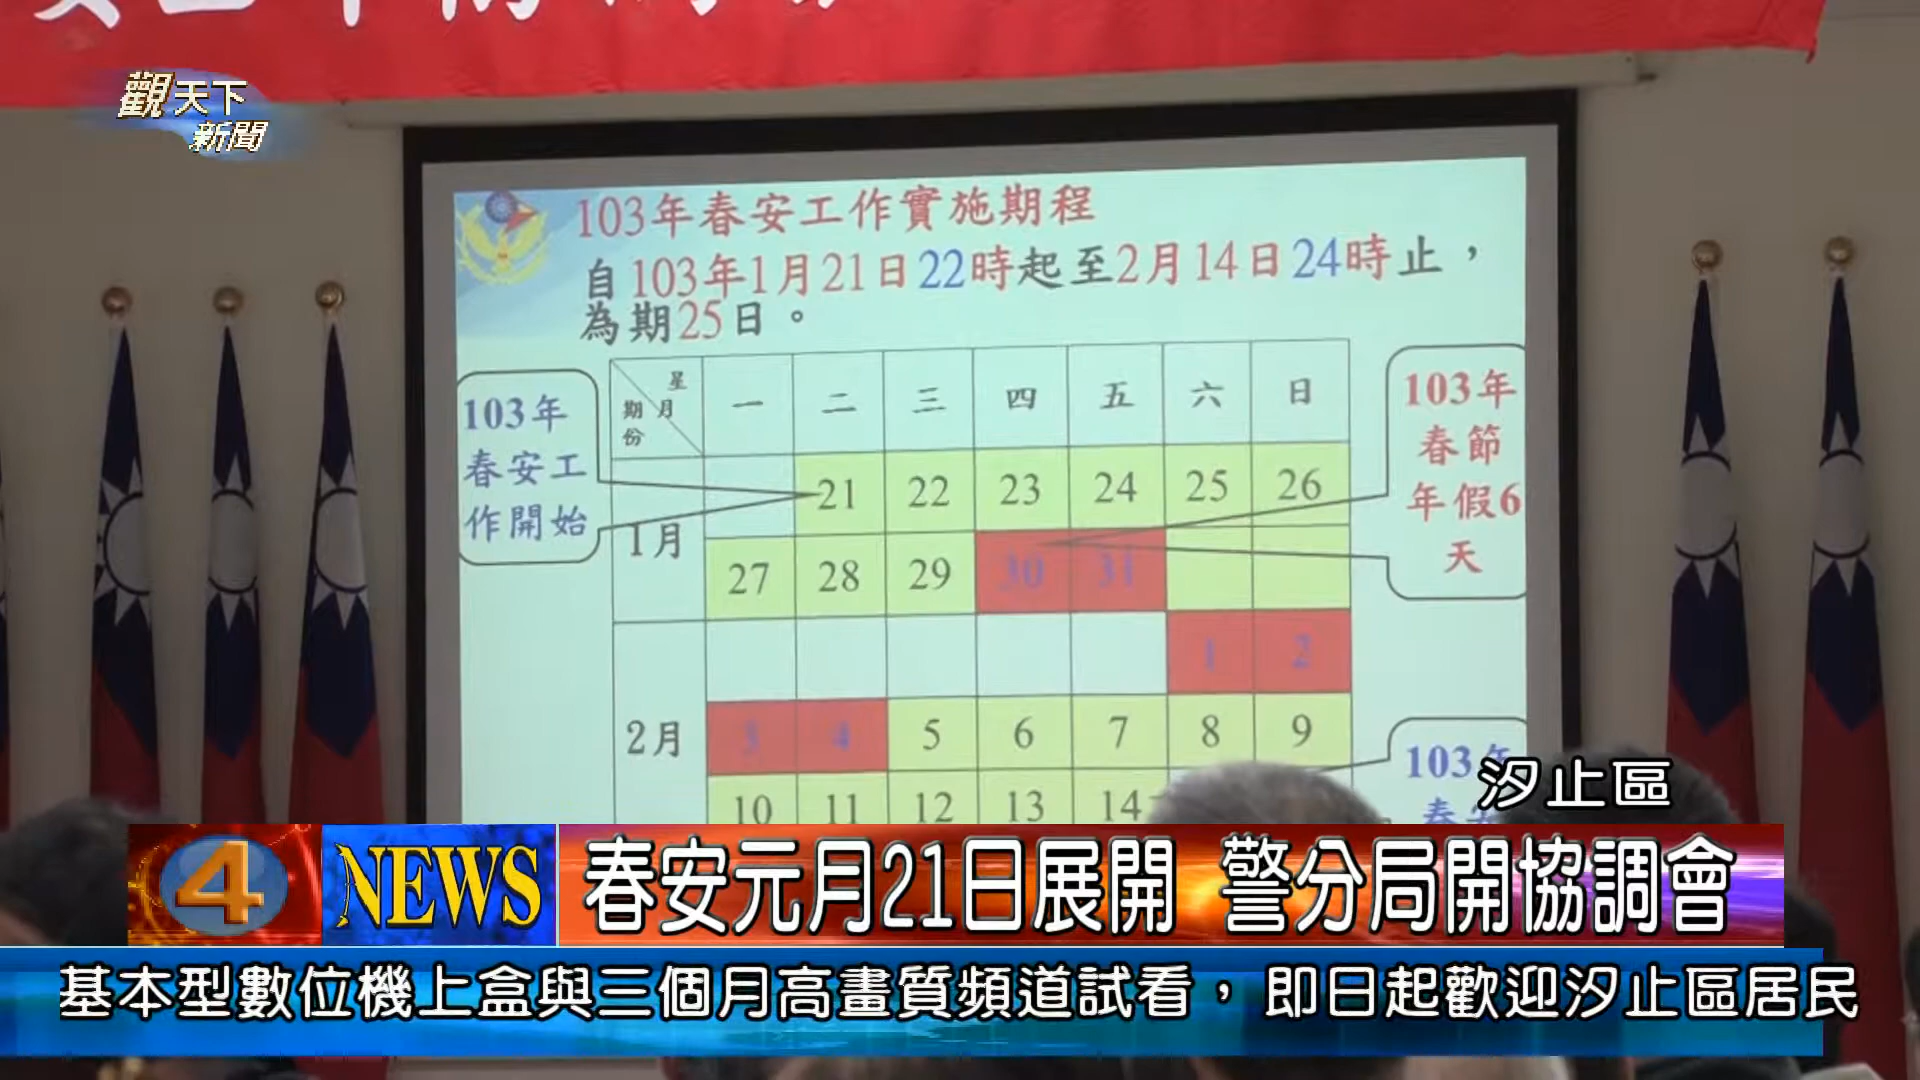 觀天下
新聞
103年春安工作實施期程
自103年1月21日22時起至2月14日24時止，
為期25日。
103年
春安工
作開始
103年
春節
年假6
天
星期
月份
一 二 三 四 五 六 日
1月
21 22 23 24 25 26
27 28 29 30 31
2月
1 2
3 4 5 6 7 8 9
10 11 12 13 14
103年
春安
汐止區
4 NEWS
春安元月21日展開 警分局開協調會
基本型數位機上盒與三個月高畫質頻道試看，即日起歡迎汐止區居民